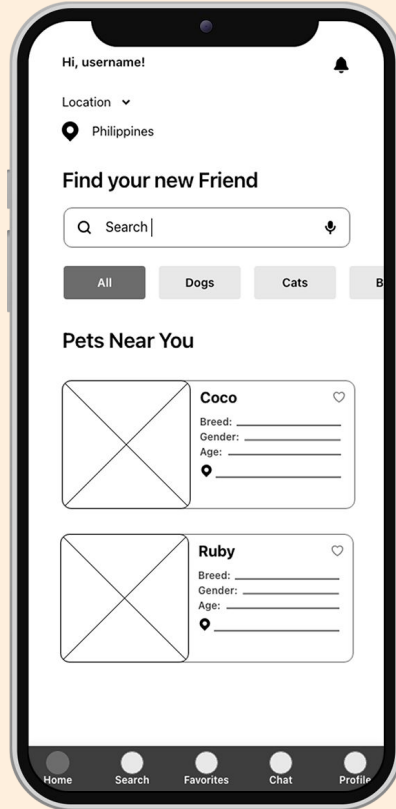 Hi, username!
Location
Philippines
Find your new Friend
Search
All Dogs Cats B
Pets Near You
Coco
Breed:
Gender:
Age:
Ruby
Breed:
Gender:
Age:
Home Search Favorites Chat Profile